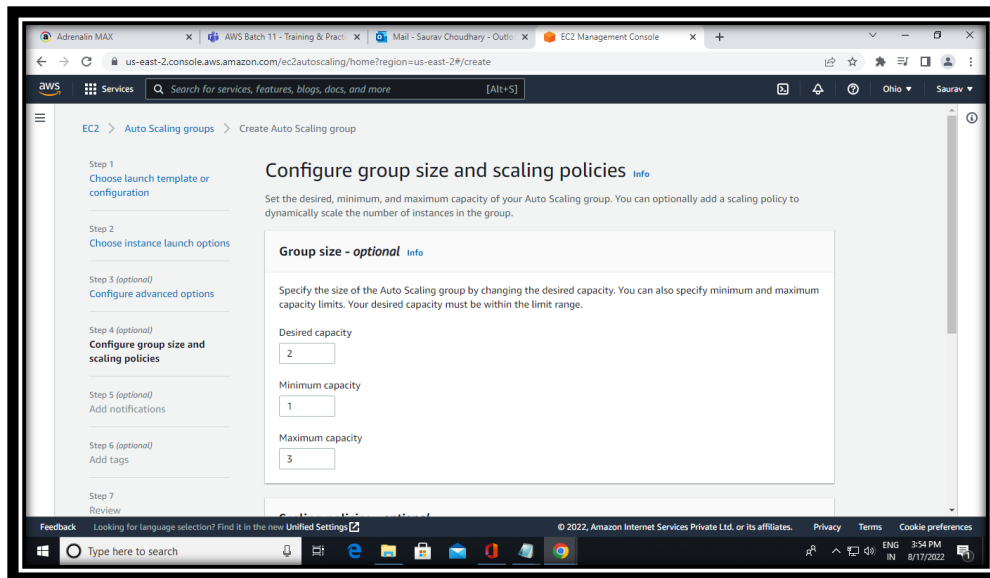 Adrenalin MAX
AWS Batch 11 - Training & Practi
Mail - Saurav Choudhary - Outlo
EC2 Management Console
us-east-2.console.aws.amazon.com/ec2autoscaling/home?region=us-east-2#/create
aws
Services
Search for services, features, blogs, docs, and more
[Alt+S]
Ohio
Saurav
EC2 > Auto Scaling groups > Create Auto Scaling group
Step 1
Choose launch template or
configuration
Step 2
Choose instance launch options
Step 3 (optional)
Configure advanced options
Step 4 (optional)
Configure group size and
scaling policies
Step 5 (optional)
Add notifications
Step 6 (optional)
Add tags
Step 7
Review
Configure group size and scaling policies Info
Set the desired, minimum, and maximum capacity of your Auto Scaling group. You can optionally add a scaling policy to
dynamically scale the number of instances in the group.
Group size - optional Info
Specify the size of the Auto Scaling group by changing the desired capacity. You can also specify minimum and maximum
capacity limits. Your desired capacity must be within the limit range.
Desired capacity
2
Minimum capacity
1
Maximum capacity
3
Feedback
Looking for language selection? Find it in the new Unified Settings
© 2022, Amazon Internet Services Private Ltd. or its affiliates.
Privacy
Terms
Cookie preferences
Type here to search
ENG
IN
3:54 PM
8/17/2022